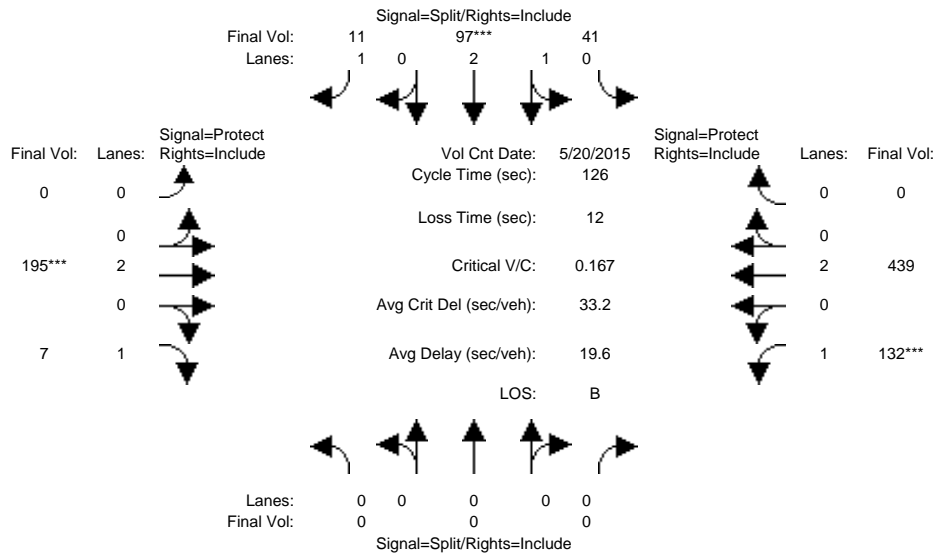 Signal=Split/Rights=Include
Final Vol: 11 97*** 41
Lanes: 1 0 2 1 0
Signal=Protect
Final Vol: Lanes: Rights=Include
Vol Cnt Date: 5/20/2015
Signal=Protect
Rights=Include Lanes: Final Vol:
Cycle Time (sec): 126
0 0
0 0
Loss Time (sec): 12
0
0
195*** 2
Critical V/C: 0.167
2 439
0
Avg Crit Del (sec/veh): 33.2
0
7 1
Avg Delay (sec/veh): 19.6
1 132***
LOS: B
Lanes: 0 0 0 0 0
Final Vol: 0 0 0
Signal=Split/Rights=Include